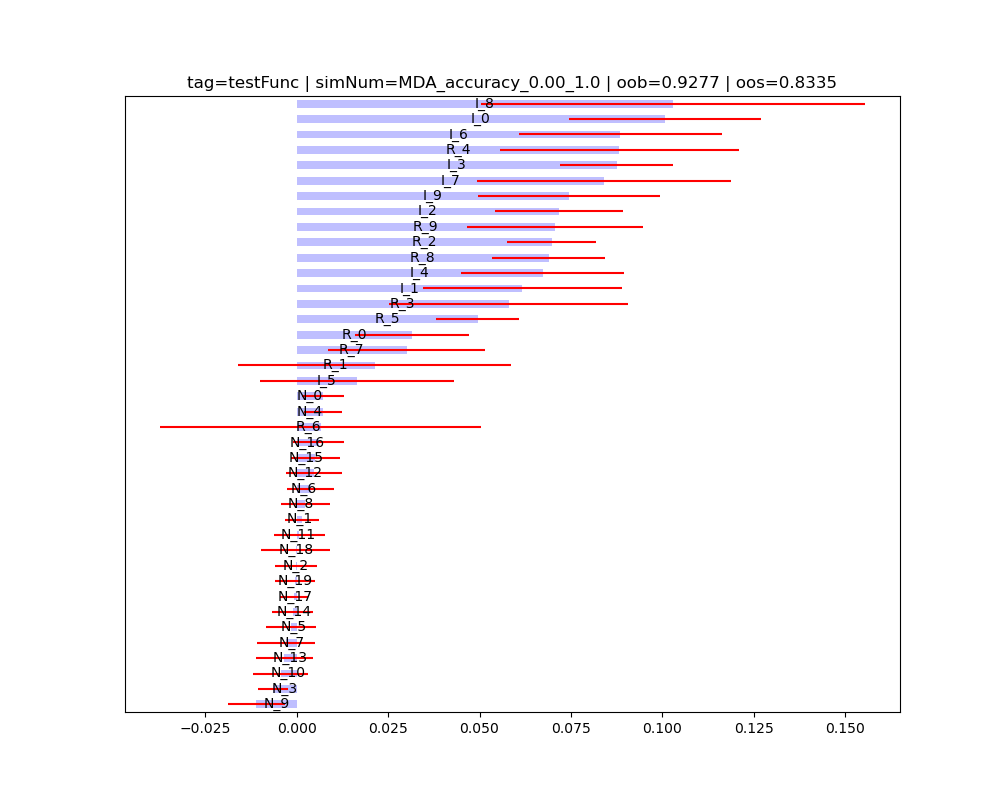 tag=testFunc | simNum=MDA_accuracy_0.00_1.0 | oob=0.9277 | oos=0.8335
I_8
I_0
I_6
R_4
I_3
I_7
I_9
I_2
R_9
R_2
R_8
I_4
I_1
R_3
R_5
R_0
R_7
R_1
I_5
N_0
N_4
R_6
N_16
N_15
N_12
N_6
N_8
N_1
N_11
N_18
N_2
N_19
N_17
N_14
N_5
N_7
N_13
N_10
N_3
N_9
−0.025 0.000 0.025 0.050 0.075 0.100 0.125 0.150